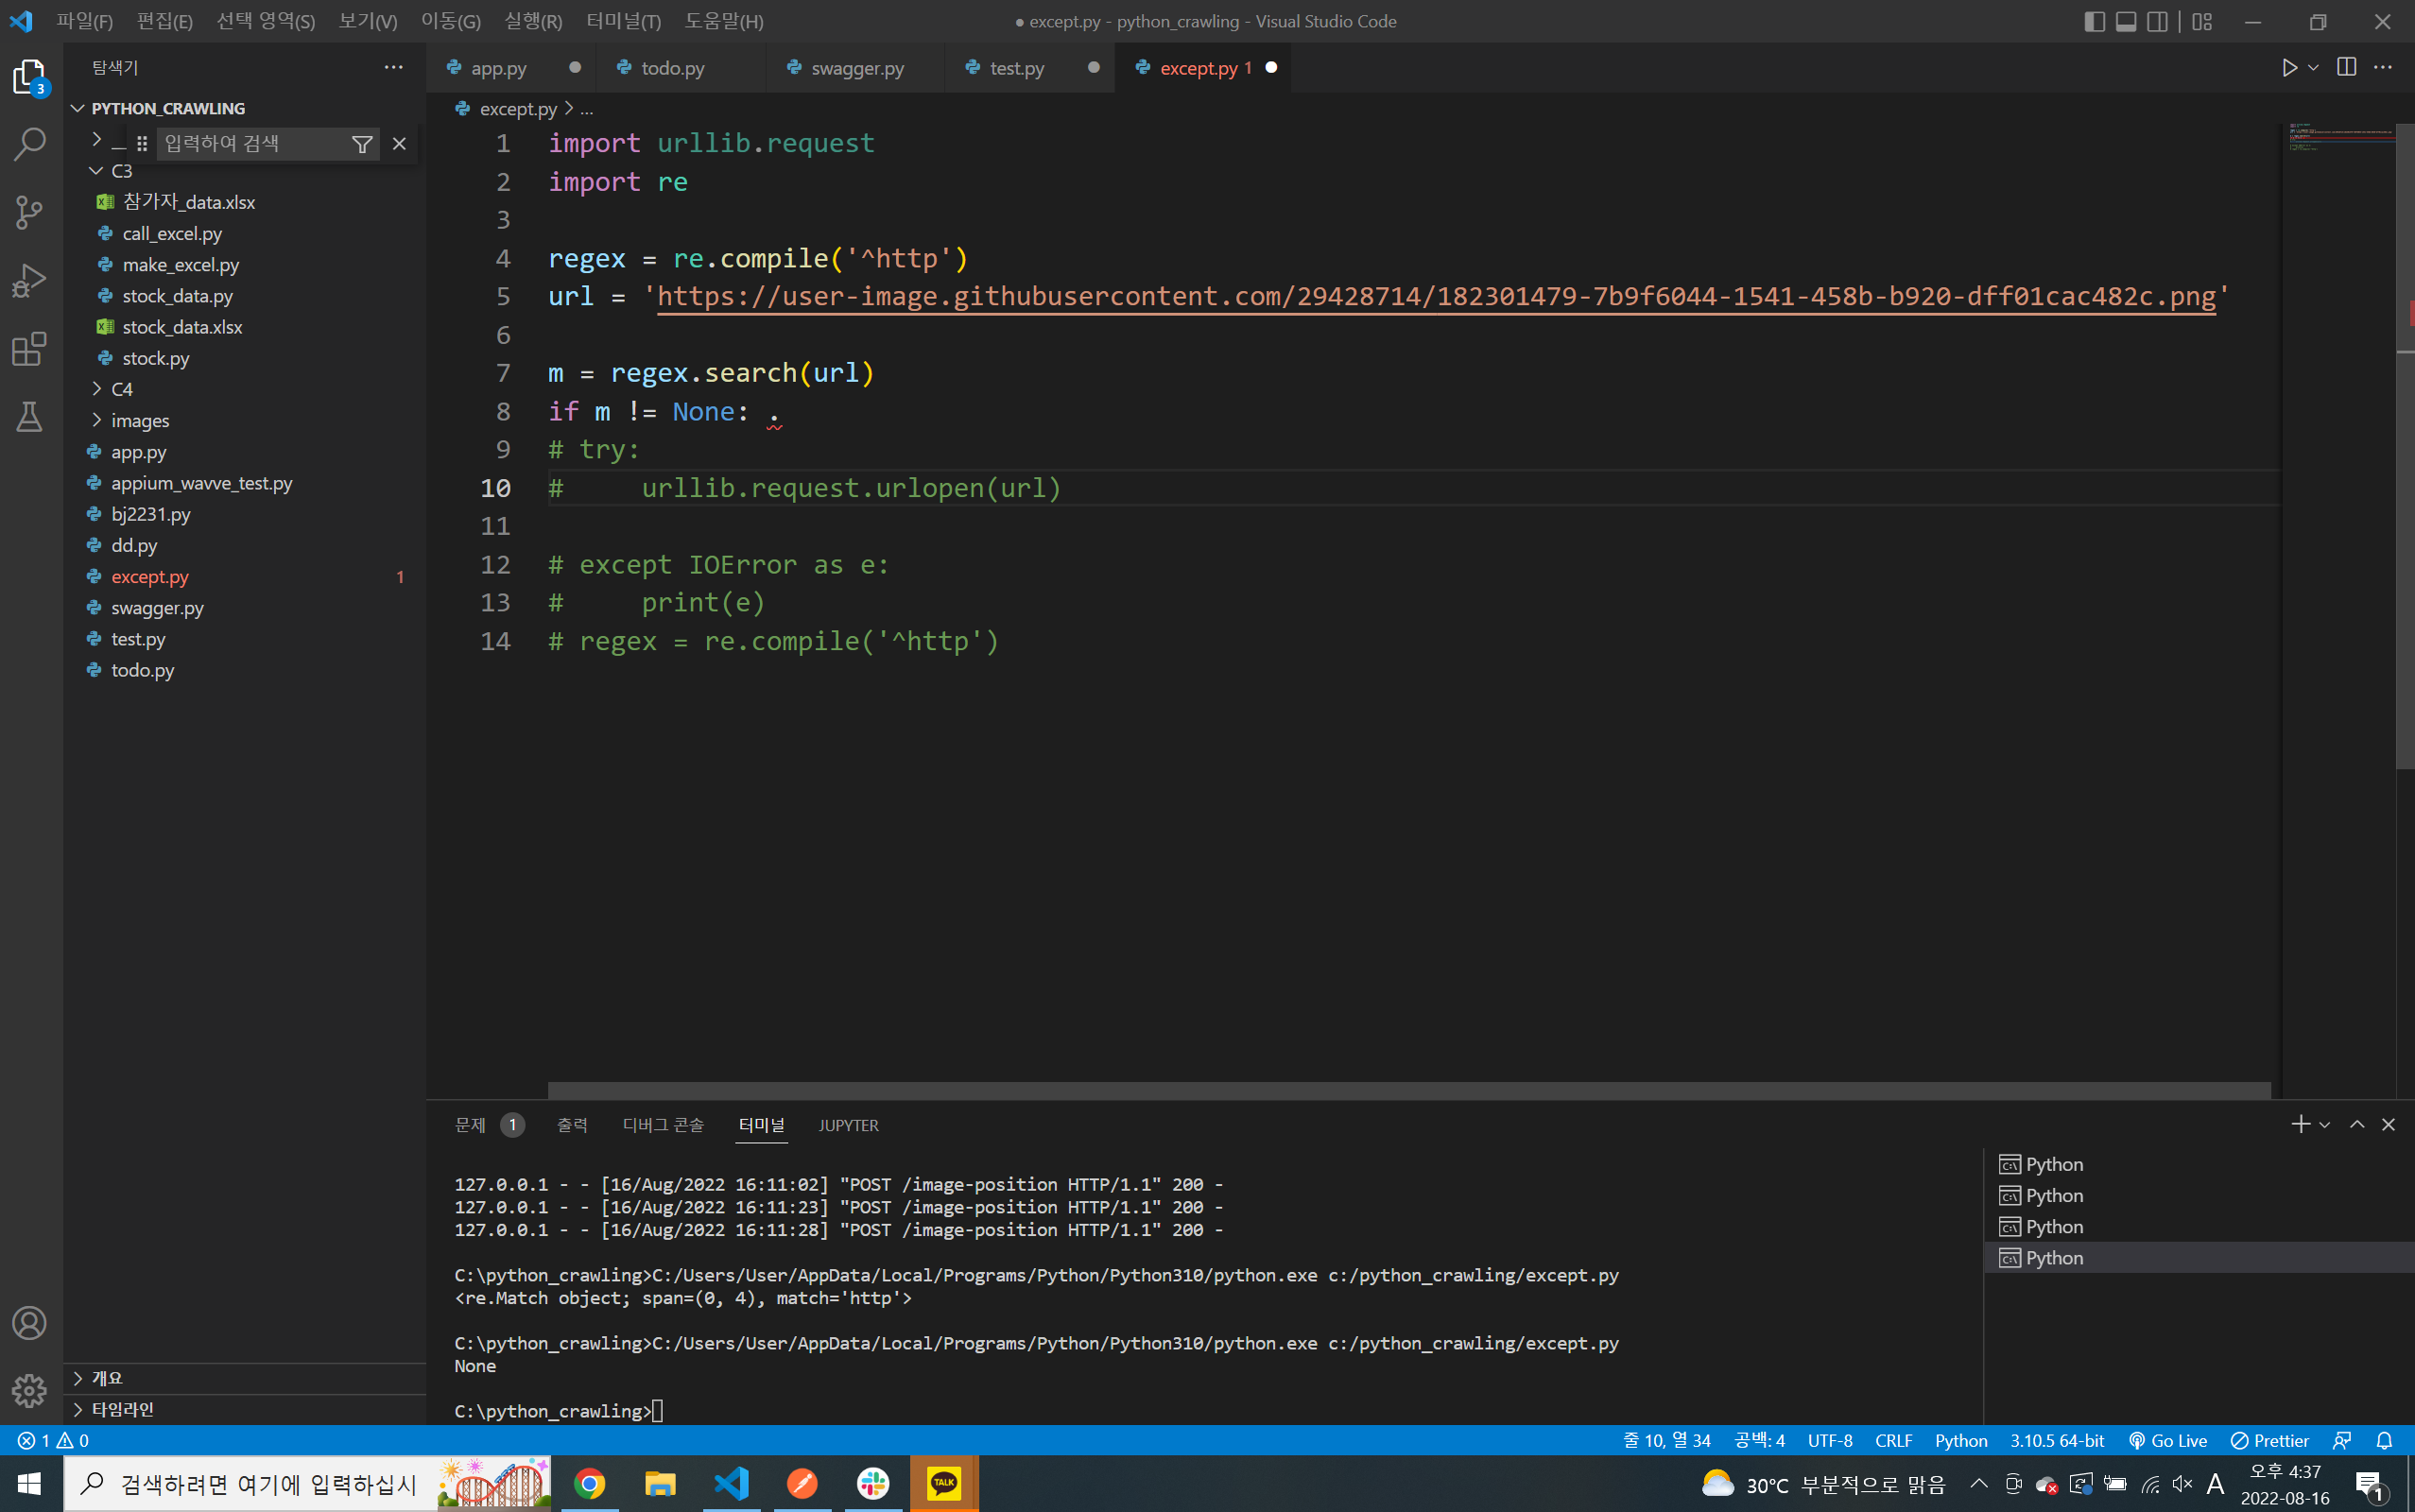 파일(F) 편집(E) 선택 영역(S) 보기(V) 이동(G) 실행(R) 터미널(T) 도움말(H)
● except.py - python_crawling - Visual Studio Code
탐색기
app.py
todo.py
swagger.py
test.py
except.py 1
3
PYTHON_CRAWLING
except.py > ...
입력하여 검색
C3
참가자_data.xlsx
call_excel.py
make_excel.py
stock_data.py
stock_data.xlsx
stock.py
C4
images
app.py
appium_wavve_test.py
bj2231.py
dd.py
except.py 1
swagger.py
test.py
todo.py
개요
타임라인
1 import urllib.request
2 import re
3
4 regex = re.compile('^http')
5 url = 'https://user-image.githubusercontent.com/29428714/182301479-7b9f6044-1541-458b-b920-dff01cac482c.png'
6
7 m = regex.search(url)
8 if m != None: .
9 # try:
10 #     urllib.request.urlopen(url)
11
12 # except IOError as e:
13 #     print(e)
14 # regex = re.compile('^http')
문제 1 출력 디버그 콘솔 터미널 JUPYTER
127.0.0.1 - - [16/Aug/2022 16:11:02] "POST /image-position HTTP/1.1" 200 -
127.0.0.1 - - [16/Aug/2022 16:11:23] "POST /image-position HTTP/1.1" 200 -
127.0.0.1 - - [16/Aug/2022 16:11:28] "POST /image-position HTTP/1.1" 200 -
C:\python_crawling>C:/Users/User/AppData/Local/Programs/Python/Python310/python.exe c:/python_crawling/except.py
<re.Match object; span=(0, 4), match='http'>
C:\python_crawling>C:/Users/User/AppData/Local/Programs/Python/Python310/python.exe c:/python_crawling/except.py
None
C:\python_crawling>
Python
Python
Python
Python
1 0
줄 10, 열 34 공백: 4 UTF-8 CRLF Python 3.10.5 64-bit Go Live Prettier
검색하려면 여기에 입력하십시
TALK
30°C 부분적으로 맑음
A
오후 4:37
2022-08-16
1